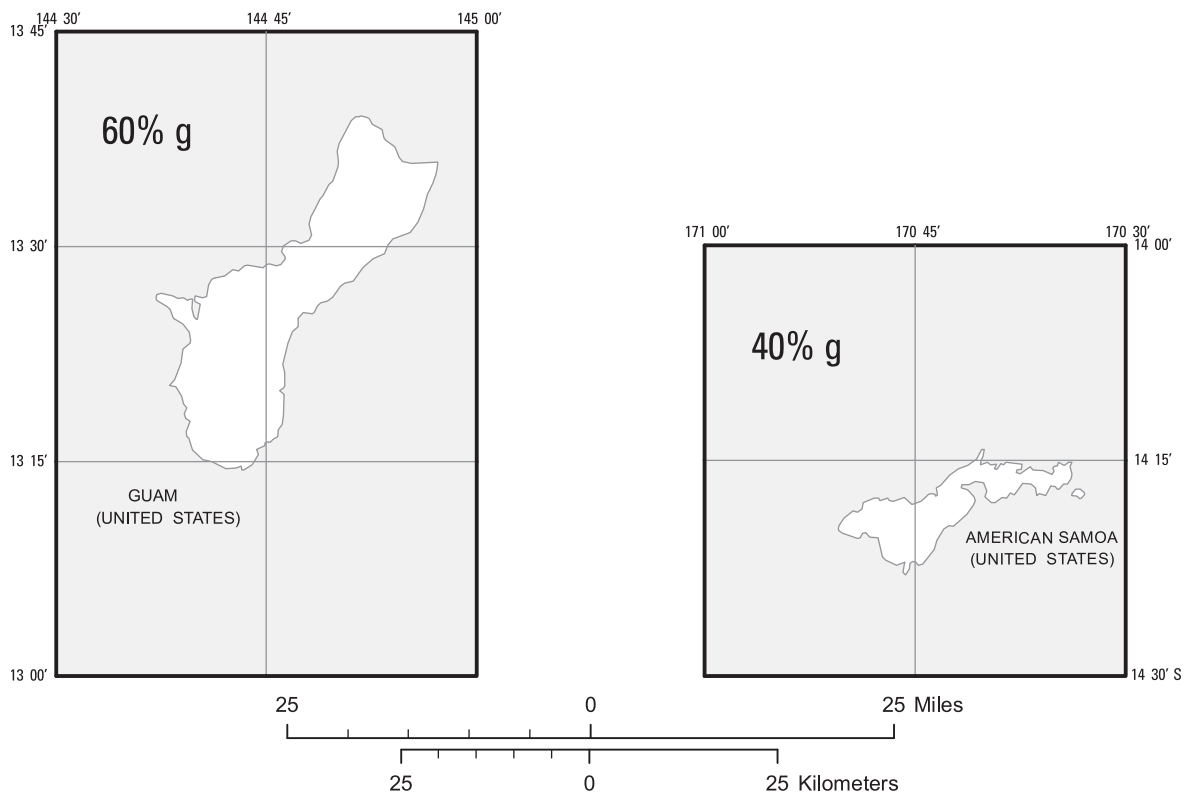 144 30′ 144 45′ 145 00′
13 45′
60% g
13 30′
13 15′
GUAM
(UNITED STATES)
13 00′
171 00′ 170 45′ 170 30′
14 00′
40% g
14 15′
AMERICAN SAMOA
(UNITED STATES)
14 30′ S
25 0 25 Miles
25 0 25 Kilometers